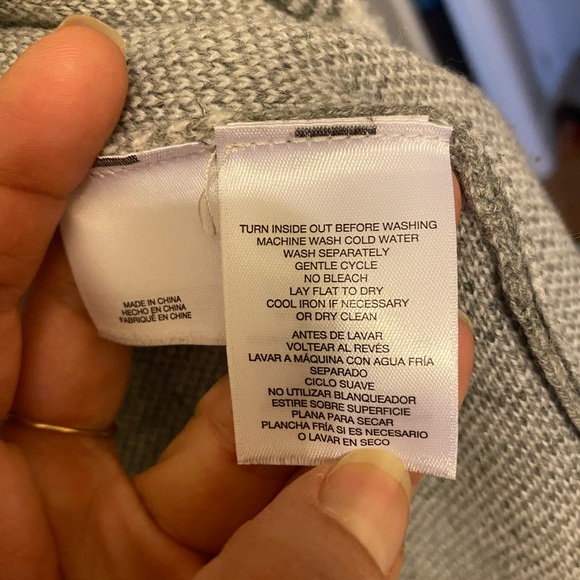 MADE IN CHINA
HECHO EN CHINA
FABRIQUÉ EN CHINE
TURN INSIDE OUT BEFORE WASHING
MACHINE WASH COLD WATER
WASH SEPARATELY
GENTLE CYCLE
NO BLEACH
LAY FLAT TO DRY
COOL IRON IF NECESSARY
OR DRY CLEAN
ANTES DE LAVAR
VOLTEAR AL REVÉS
LAVAR A MÁQUINA CON AGUA FRÍA
SEPARADO
CICLO SUAVE
NO UTILIZAR BLANQUEADOR
ESTIRE SOBRE SUPERFICIE
PLANA PARA SECAR
PLANCHA FRÍA SI ES NECESARIO
O LAVAR EN SECO